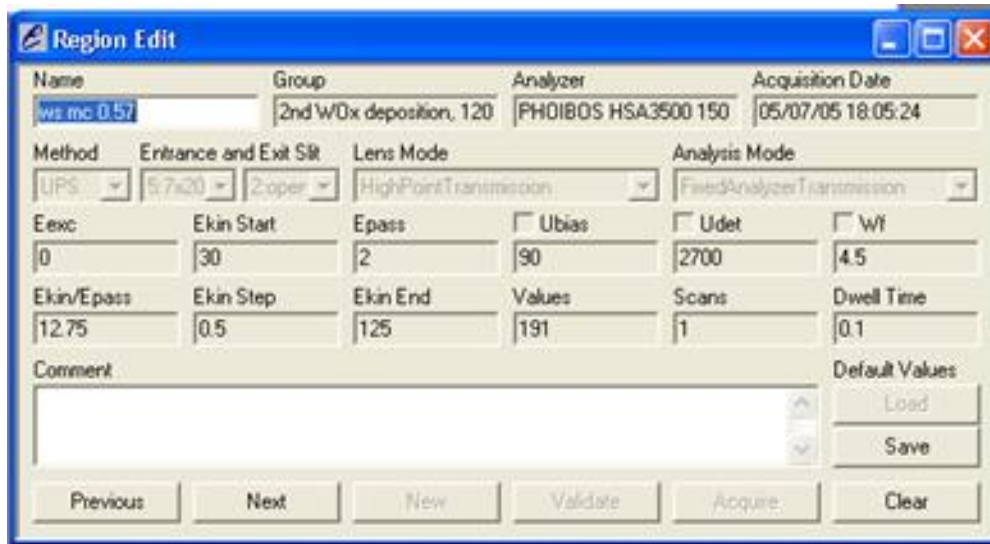 Region Edit
Name Group Analyzer Acquisition Date
ws mc 0.57 2nd WOx deposition, 120 PHOIBOS HSA3500 150 05/07/05 18:05:24
Method Entrance and Exit Slit Lens Mode Analysis Mode
UPS 5:7x20 2:oper HighPointTransmission FixedAnalyzerTransmission
Eexc Ekin Start Epass Ubias Udet Wf
0 30 2 90 2700 4.5
Ekin/Epass Ekin Step Ekin End Values Scans Dwell Time
12.75 0.5 125 191 1 0.1
Comment Default Values
Load
Save
Previous Next New Validate Acquire Clear